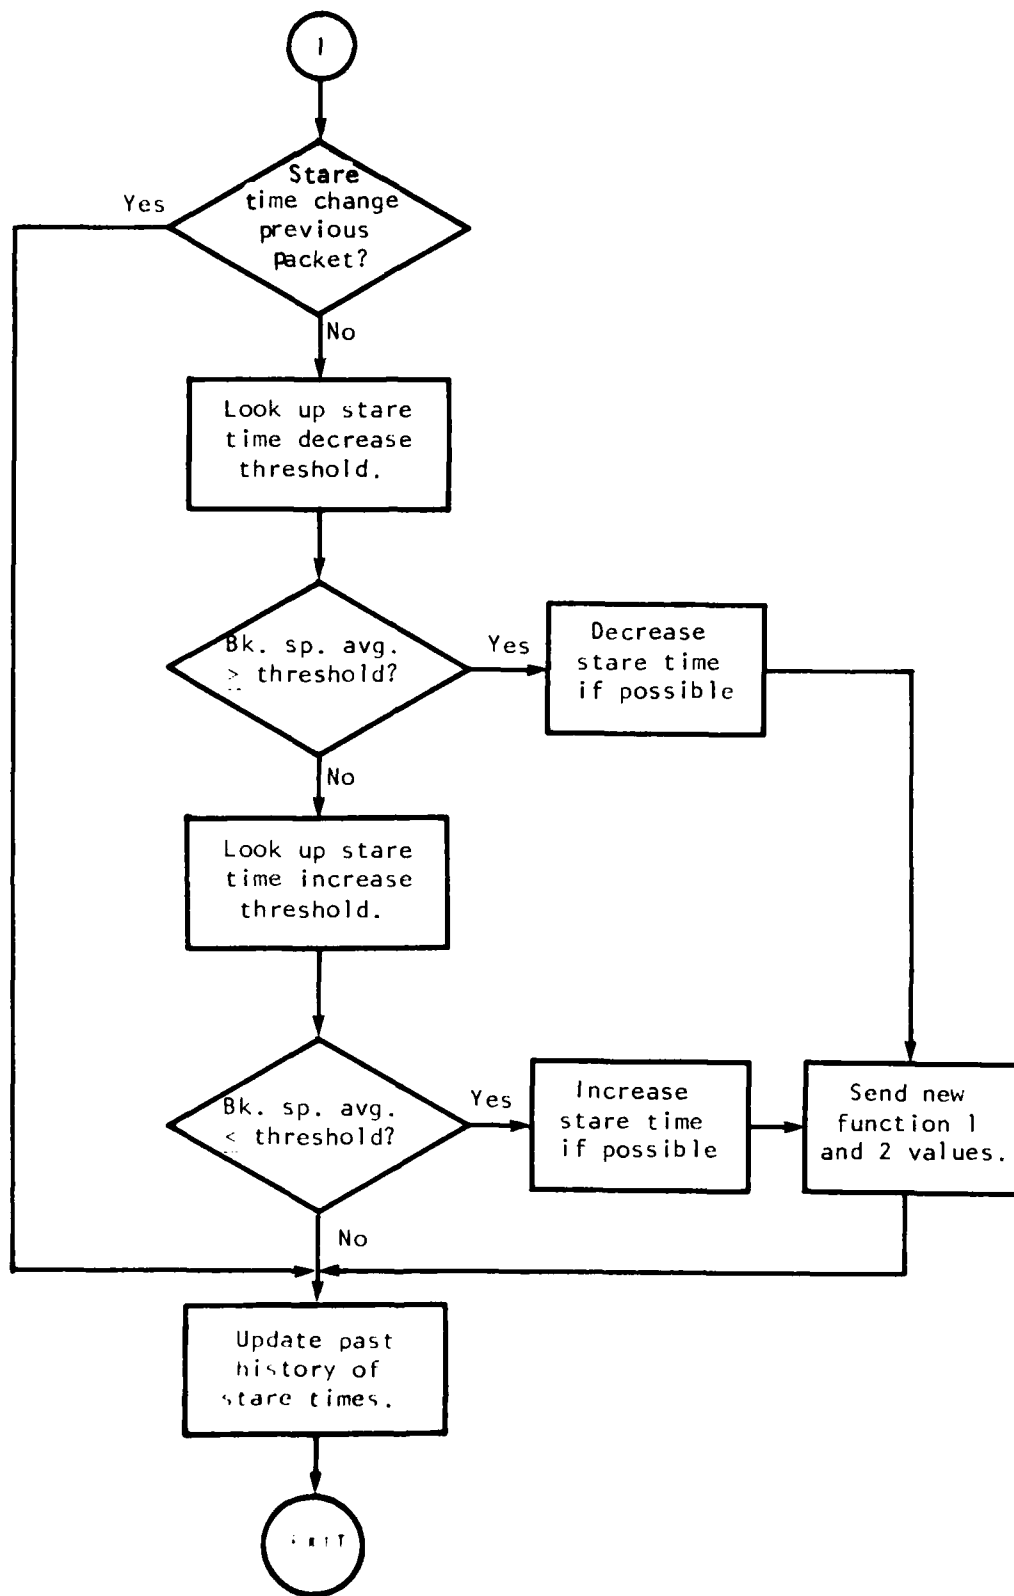 1
Stare
time change
previous
packet?
Yes
No
Look up stare
time decrease
threshold.
Bk. sp. avg.
> threshold?
Yes
Decrease
stare time
if possible
No
Look up stare
time increase
threshold.
Bk. sp. avg.
< threshold?
Yes
Increase
stare time
if possible
Send new
function 1
and 2 values.
No
Update past
history of
stare times.